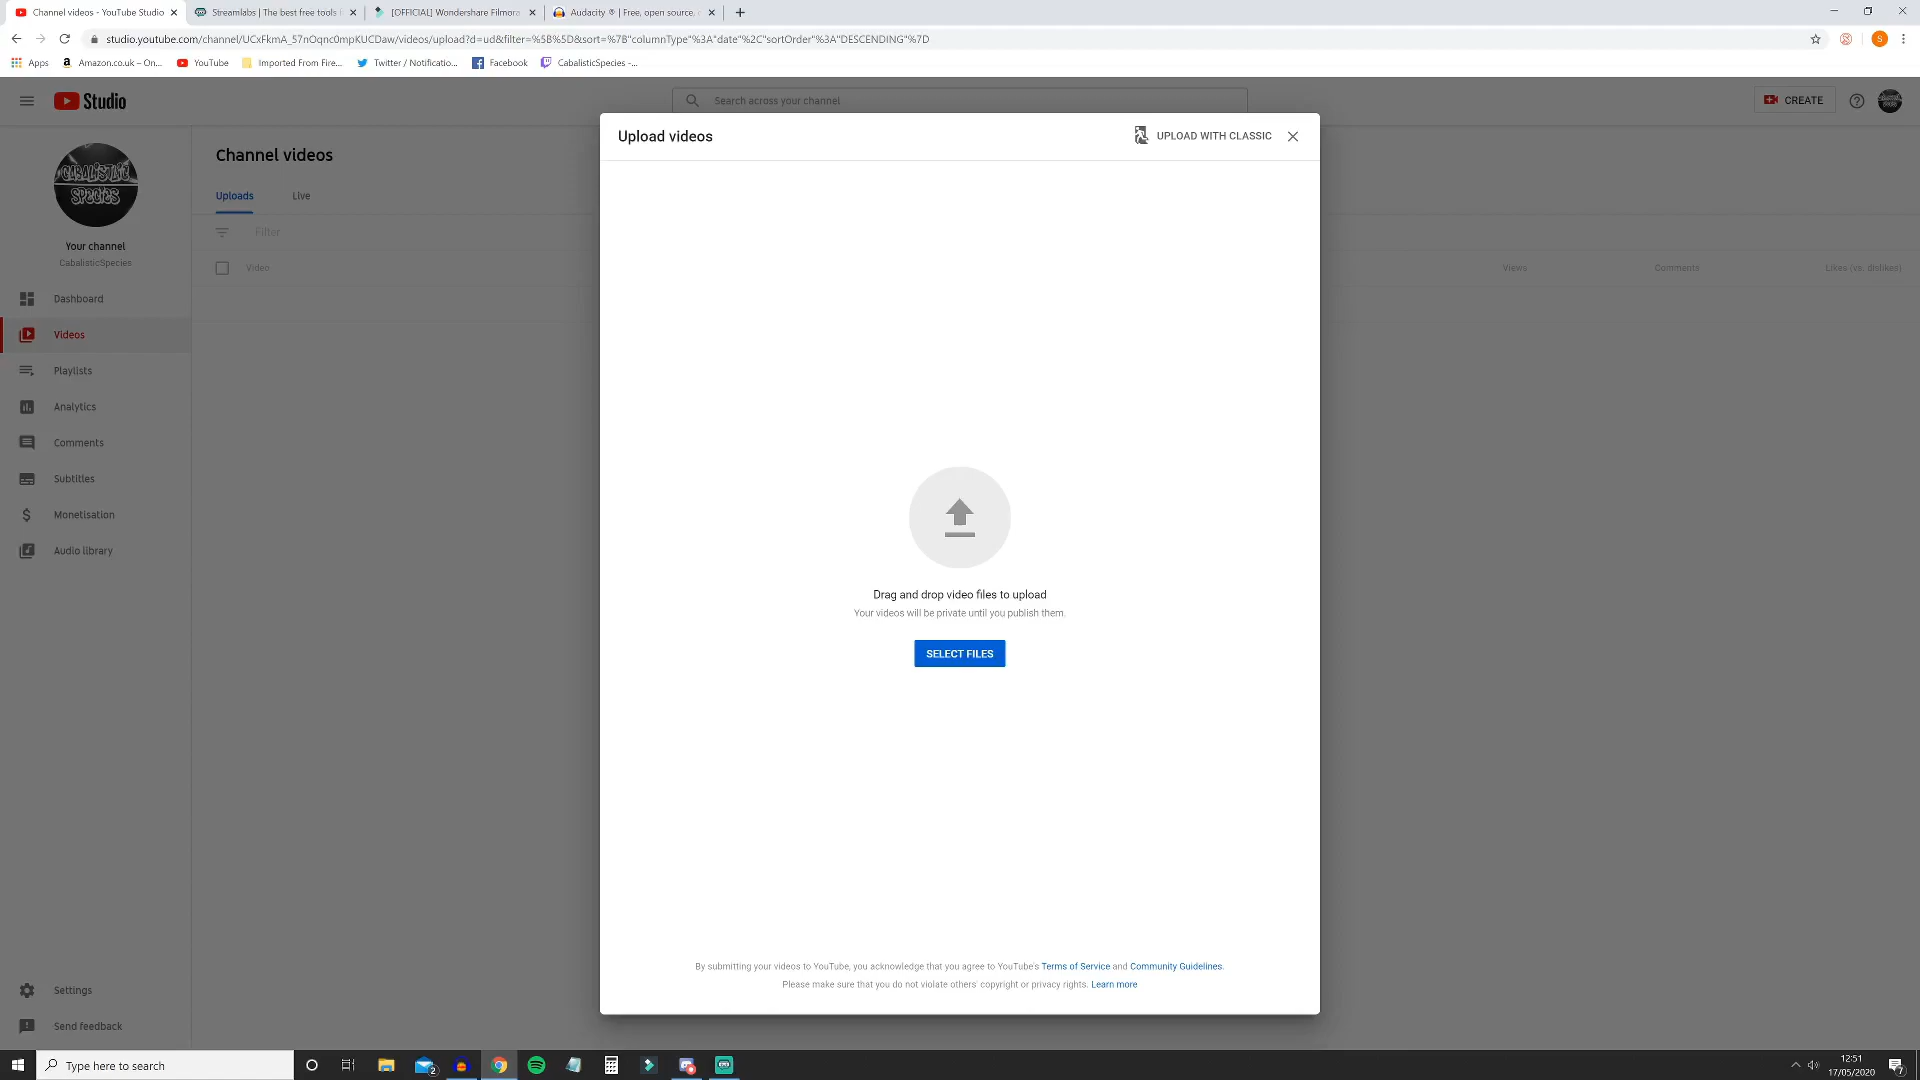 Channel videos - YouTube Studio
Streamlabs | The best free tools f
[OFFICIAL] Wondershare Filmora
Audacity ® | Free, open source,
studio.youtube.com/channel/UCxFkmA_57nOqnc0mpKUCDaw/videos/upload?d=ud&filter=%5B%5D&sort=%7B"columnType"%3A"date"%2C"sortOrder"%3A"DESCENDING"%7D
S
Apps
Amazon.co.uk – On...
YouTube
Imported From Fire...
Twitter / Notificatio...
Facebook
CabalisticSpecies -...
Studio
Search across your channel
CREATE
Upload videos
UPLOAD WITH CLASSIC
CABALISTIC
SPECIES
Your channel
CabalisticSpecies
Dashboard
Videos
Playlists
Analytics
Comments
Subtitles
Monetisation
Audio library
Settings
Send feedback
Channel videos
Uploads
Live
Filter
Video
Views
Comments
Likes (vs. dislikes)
Drag and drop video files to upload
Your videos will be private until you publish them.
SELECT FILES
By submitting your videos to YouTube, you acknowledge that you agree to YouTube's Terms of Service and Community Guidelines.
Please make sure that you do not violate others' copyright or privacy rights. Learn more
Type here to search
2
12:51
17/05/2020
7